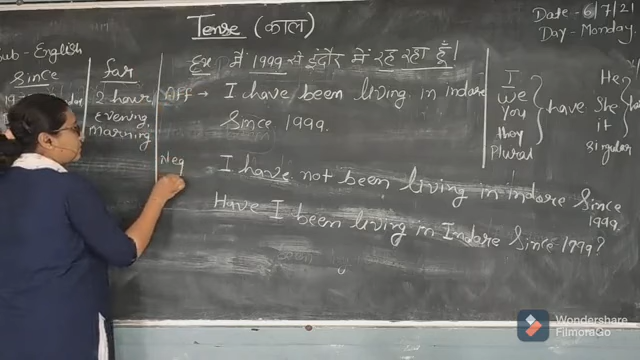 Tense (काल)
Date - 6/7/21
Day - Monday.
Sub - English
Since
for
2 hour
Evening,
Marning
Ex में 1999 से इंदौर में रह रहा हूँ।
AFF → I have been living in indore
Since 1999.
Neg
I have not been living in indore Since
1999.
Have I been living in Indore Since 1999?
I
We
You
they
Plural
have
He
She
it
Singular
Wondershare
FilmoraGo